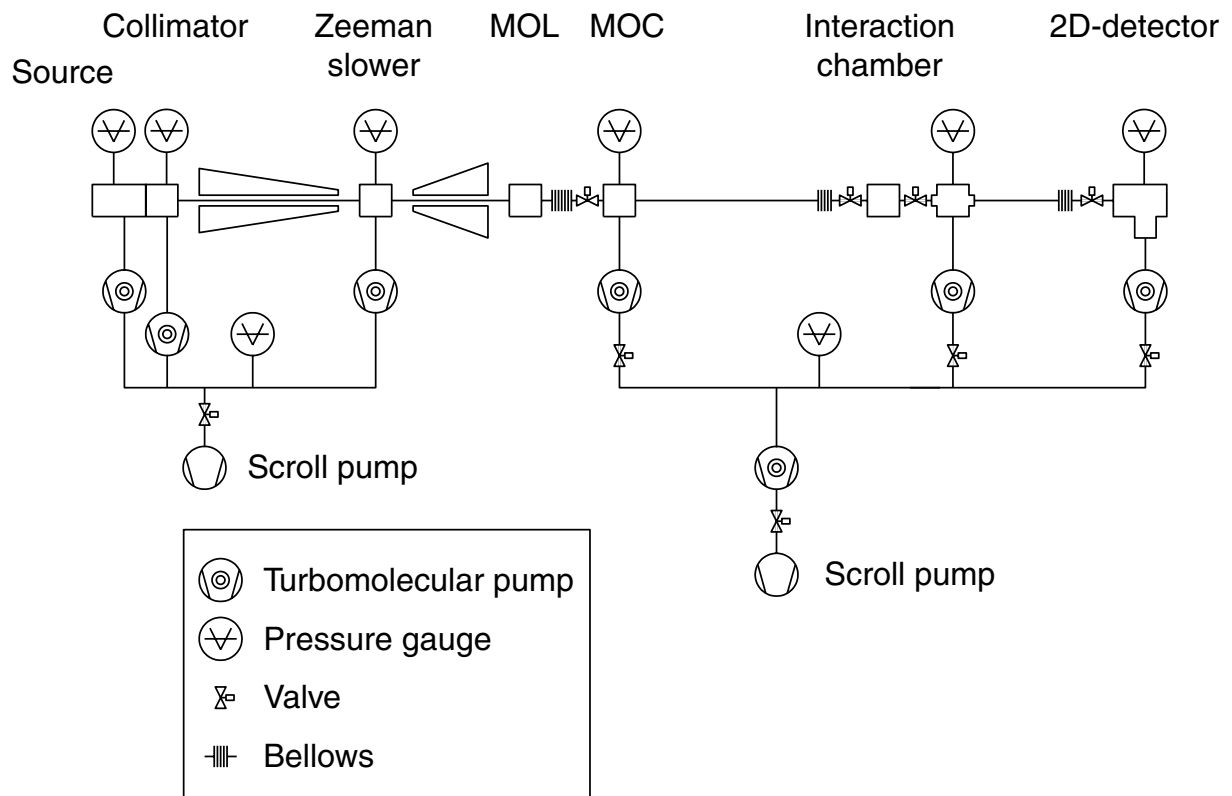 Collimator
Zeeman
slower
MOL
MOC
Interaction
chamber
2D-detector
Source
Scroll pump
Scroll pump
Turbomolecular pump
Pressure gauge
Valve
Bellows